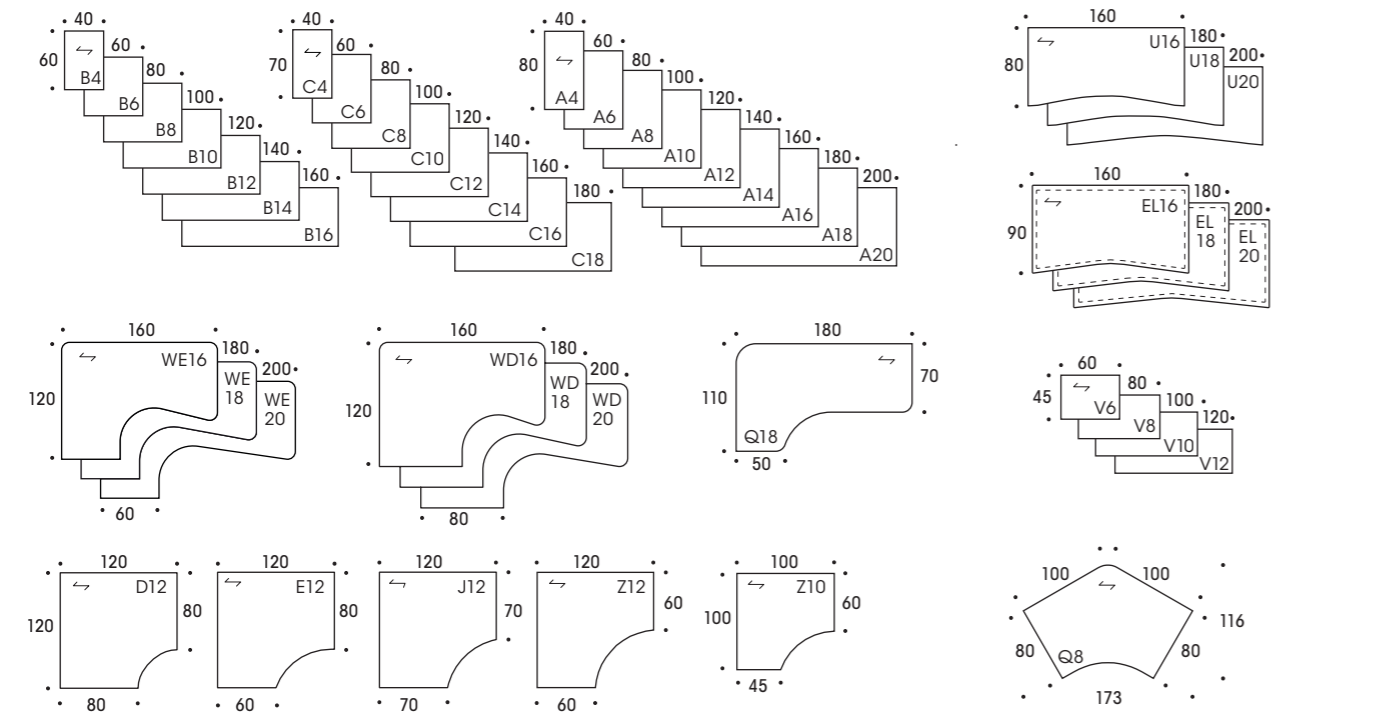 40
60
60
80
100
120
140
160
B4
B6
B8
B10
B12
B14
B16
40
70
60
80
100
120
140
160
180
C4
C6
C8
C10
C12
C14
C16
C18
40
80
60
80
100
120
140
160
180
200
A4
A6
A8
A10
A12
A14
A16
A18
A20
160
80
180
200
U16
U18
U20
160
90
180
200
EL16
EL
18
EL
20
160
120
180
200
WE16
WE
18
WE
20
60
160
120
180
200
WD16
WD
18
WD
20
80
180
110
70
Q18
50
60
45
80
100
120
V6
V8
V10
V12
120
120
D12
80
80
120
E12
80
60
120
J12
70
70
120
Z12
60
60
100
100
Z10
60
45
100
100
116
80
80
Q8
173